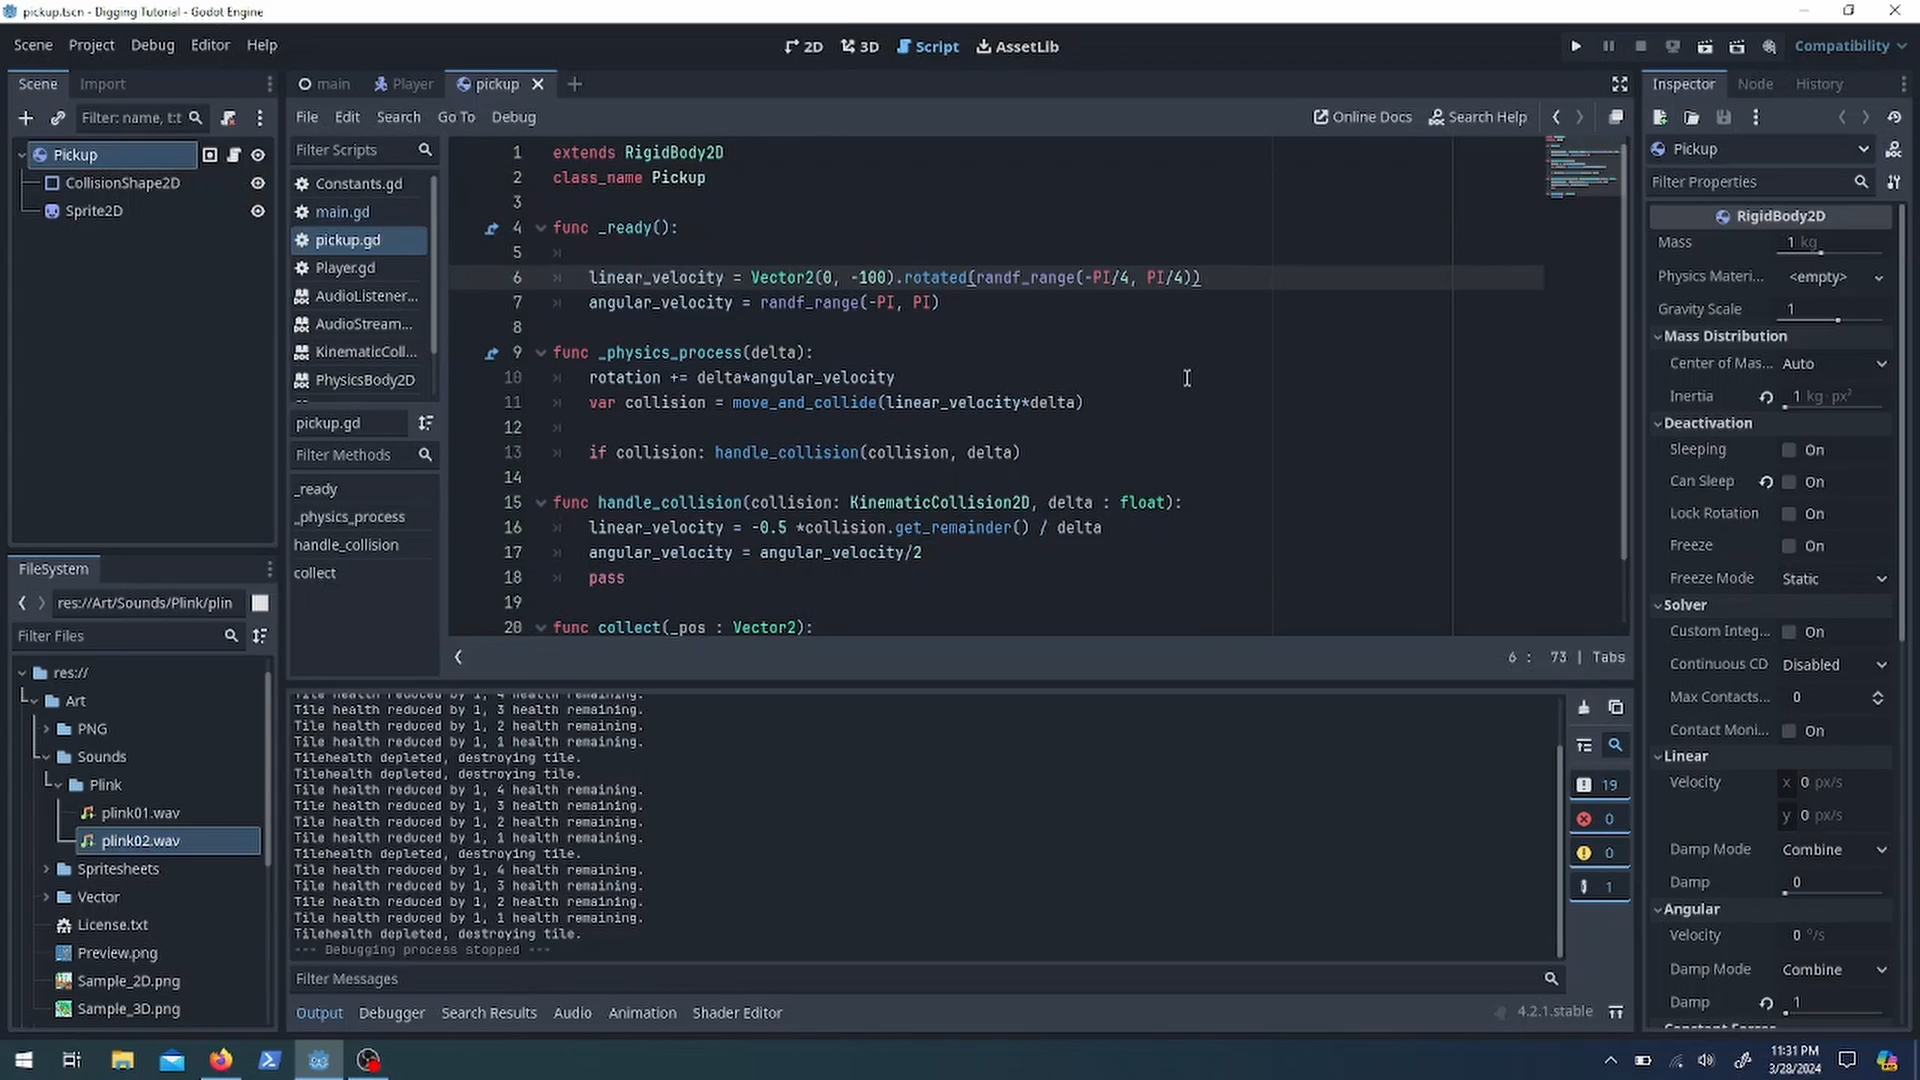 pickup.tscn - Digging Tutorial - Godot Engine
Scene Project Debug Editor Help
2D 3D Script AssetLib
Compatibility
Scene Import
main Player pickup
Inspector Node History
Filter: name, t:t
File Edit Search Go To Debug
Online Docs Search Help
Pickup
CollisionShape2D
Sprite2D
Filter Scripts
Constants.gd
main.gd
pickup.gd
Player.gd
AudioListener...
AudioStream...
KinematicColl...
PhysicsBody2D
pickup.gd
Filter Methods
_ready
_physics_process
handle_collision
collect
1 extends RigidBody2D
2 class_name Pickup
3
4 func _ready():
5
6 linear_velocity = Vector2(0, -100).rotated(randf_range(-PI/4, PI/4))
7 angular_velocity = randf_range(-PI, PI)
8
9 func _physics_process(delta):
10 rotation += delta*angular_velocity
11 var collision = move_and_collide(linear_velocity*delta)
12
13 if collision: handle_collision(collision, delta)
14
15 func handle_collision(collision: KinematicCollision2D, delta : float):
16 linear_velocity = -0.5 *collision.get_remainder() / delta
17 angular_velocity = angular_velocity/2
18 pass
19
20 func collect(_pos : Vector2):
6 : 73 | Tabs
FileSystem
res://Art/Sounds/Plink/plin
Filter Files
res://
Art
PNG
Sounds
Plink
plink01.wav
plink02.wav
Spritesheets
Vector
License.txt
Preview.png
Sample_2D.png
Sample_3D.png
Tile health reduced by 1, 4 health remaining.
Tile health reduced by 1, 3 health remaining.
Tile health reduced by 1, 2 health remaining.
Tile health reduced by 1, 1 health remaining.
Tilehealth depleted, destroying tile.
Tilehealth depleted, destroying tile.
Tile health reduced by 1, 4 health remaining.
Tile health reduced by 1, 3 health remaining.
Tile health reduced by 1, 2 health remaining.
Tile health reduced by 1, 1 health remaining.
Tilehealth depleted, destroying tile.
Tile health reduced by 1, 4 health remaining.
Tile health reduced by 1, 3 health remaining.
Tile health reduced by 1, 2 health remaining.
Tile health reduced by 1, 1 health remaining.
Tilehealth depleted, destroying tile.
--- Debugging process stopped ---
19
0
0
1
Filter Messages
Output Debugger Search Results Audio Animation Shader Editor
4.2.1.stable
Pickup
Filter Properties
RigidBody2D
Mass 1 kg
Physics Materi... <empty>
Gravity Scale 1
Mass Distribution
Center of Mas... Auto
Inertia 1 kg·px²
Deactivation
Sleeping On
Can Sleep On
Lock Rotation On
Freeze On
Freeze Mode Static
Solver
Custom Integ... On
Continuous CD Disabled
Max Contacts... 0
Contact Moni... On
Linear
Velocity x 0 px/s
y 0 px/s
Damp Mode Combine
Damp 0
Angular
Velocity 0 °/s
Damp Mode Combine
Damp 1
11:31 PM
3/28/2024